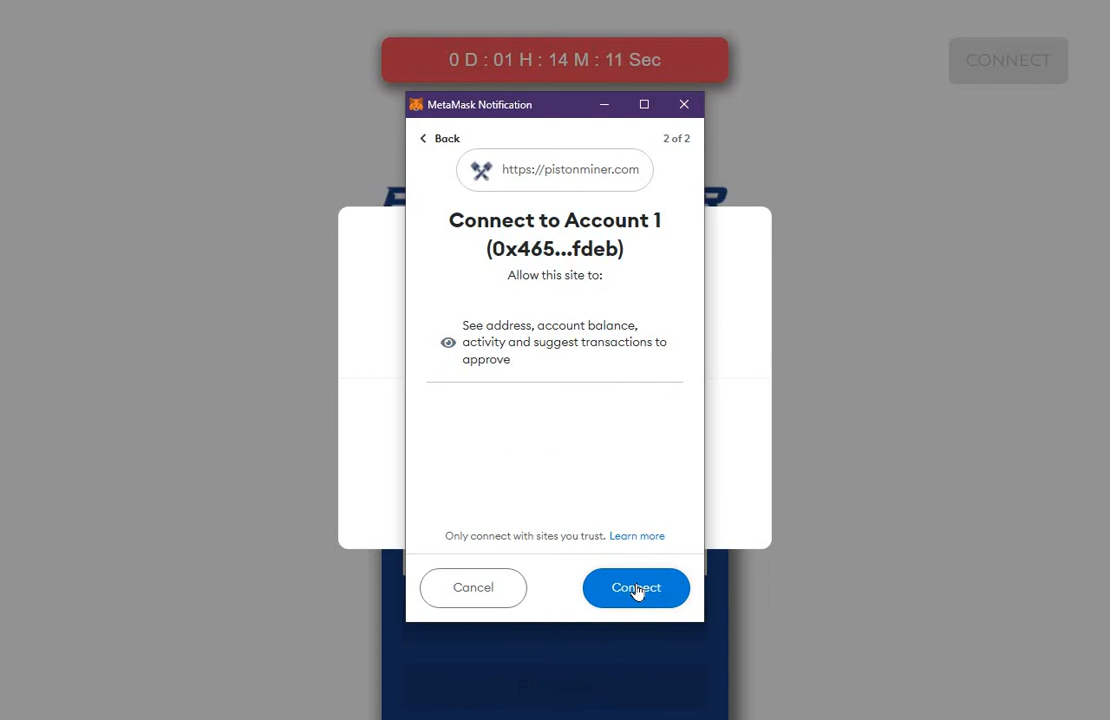 0 D : 01 H : 14 M : 11 Sec
CONNECT
MetaMask Notification
Back
2 of 2
https://pistonminer.com
Connect to Account 1
(0x465...fdeb)
Allow this site to:
See address, account balance,
activity and suggest transactions to
approve
Only connect with sites you trust. Learn more
Cancel
Connect